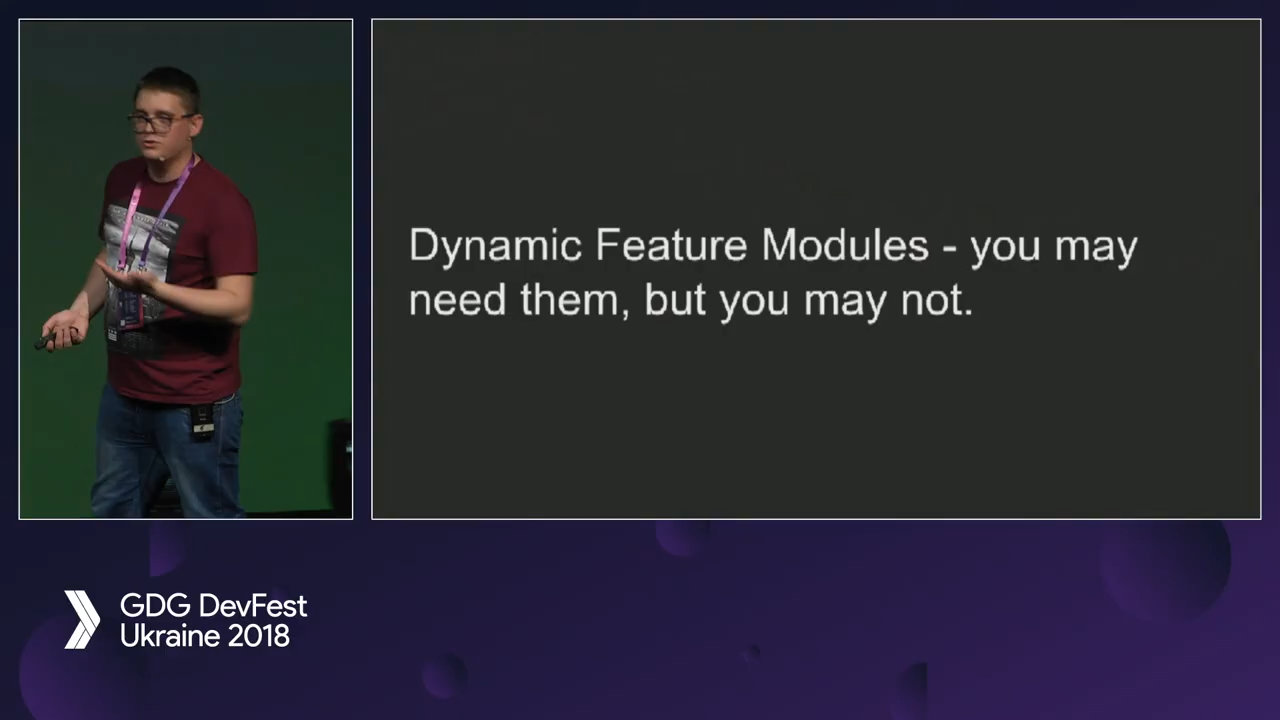 Dynamic Feature Modules - you may
need them, but you may not.
GDG DevFest
Ukraine 2018